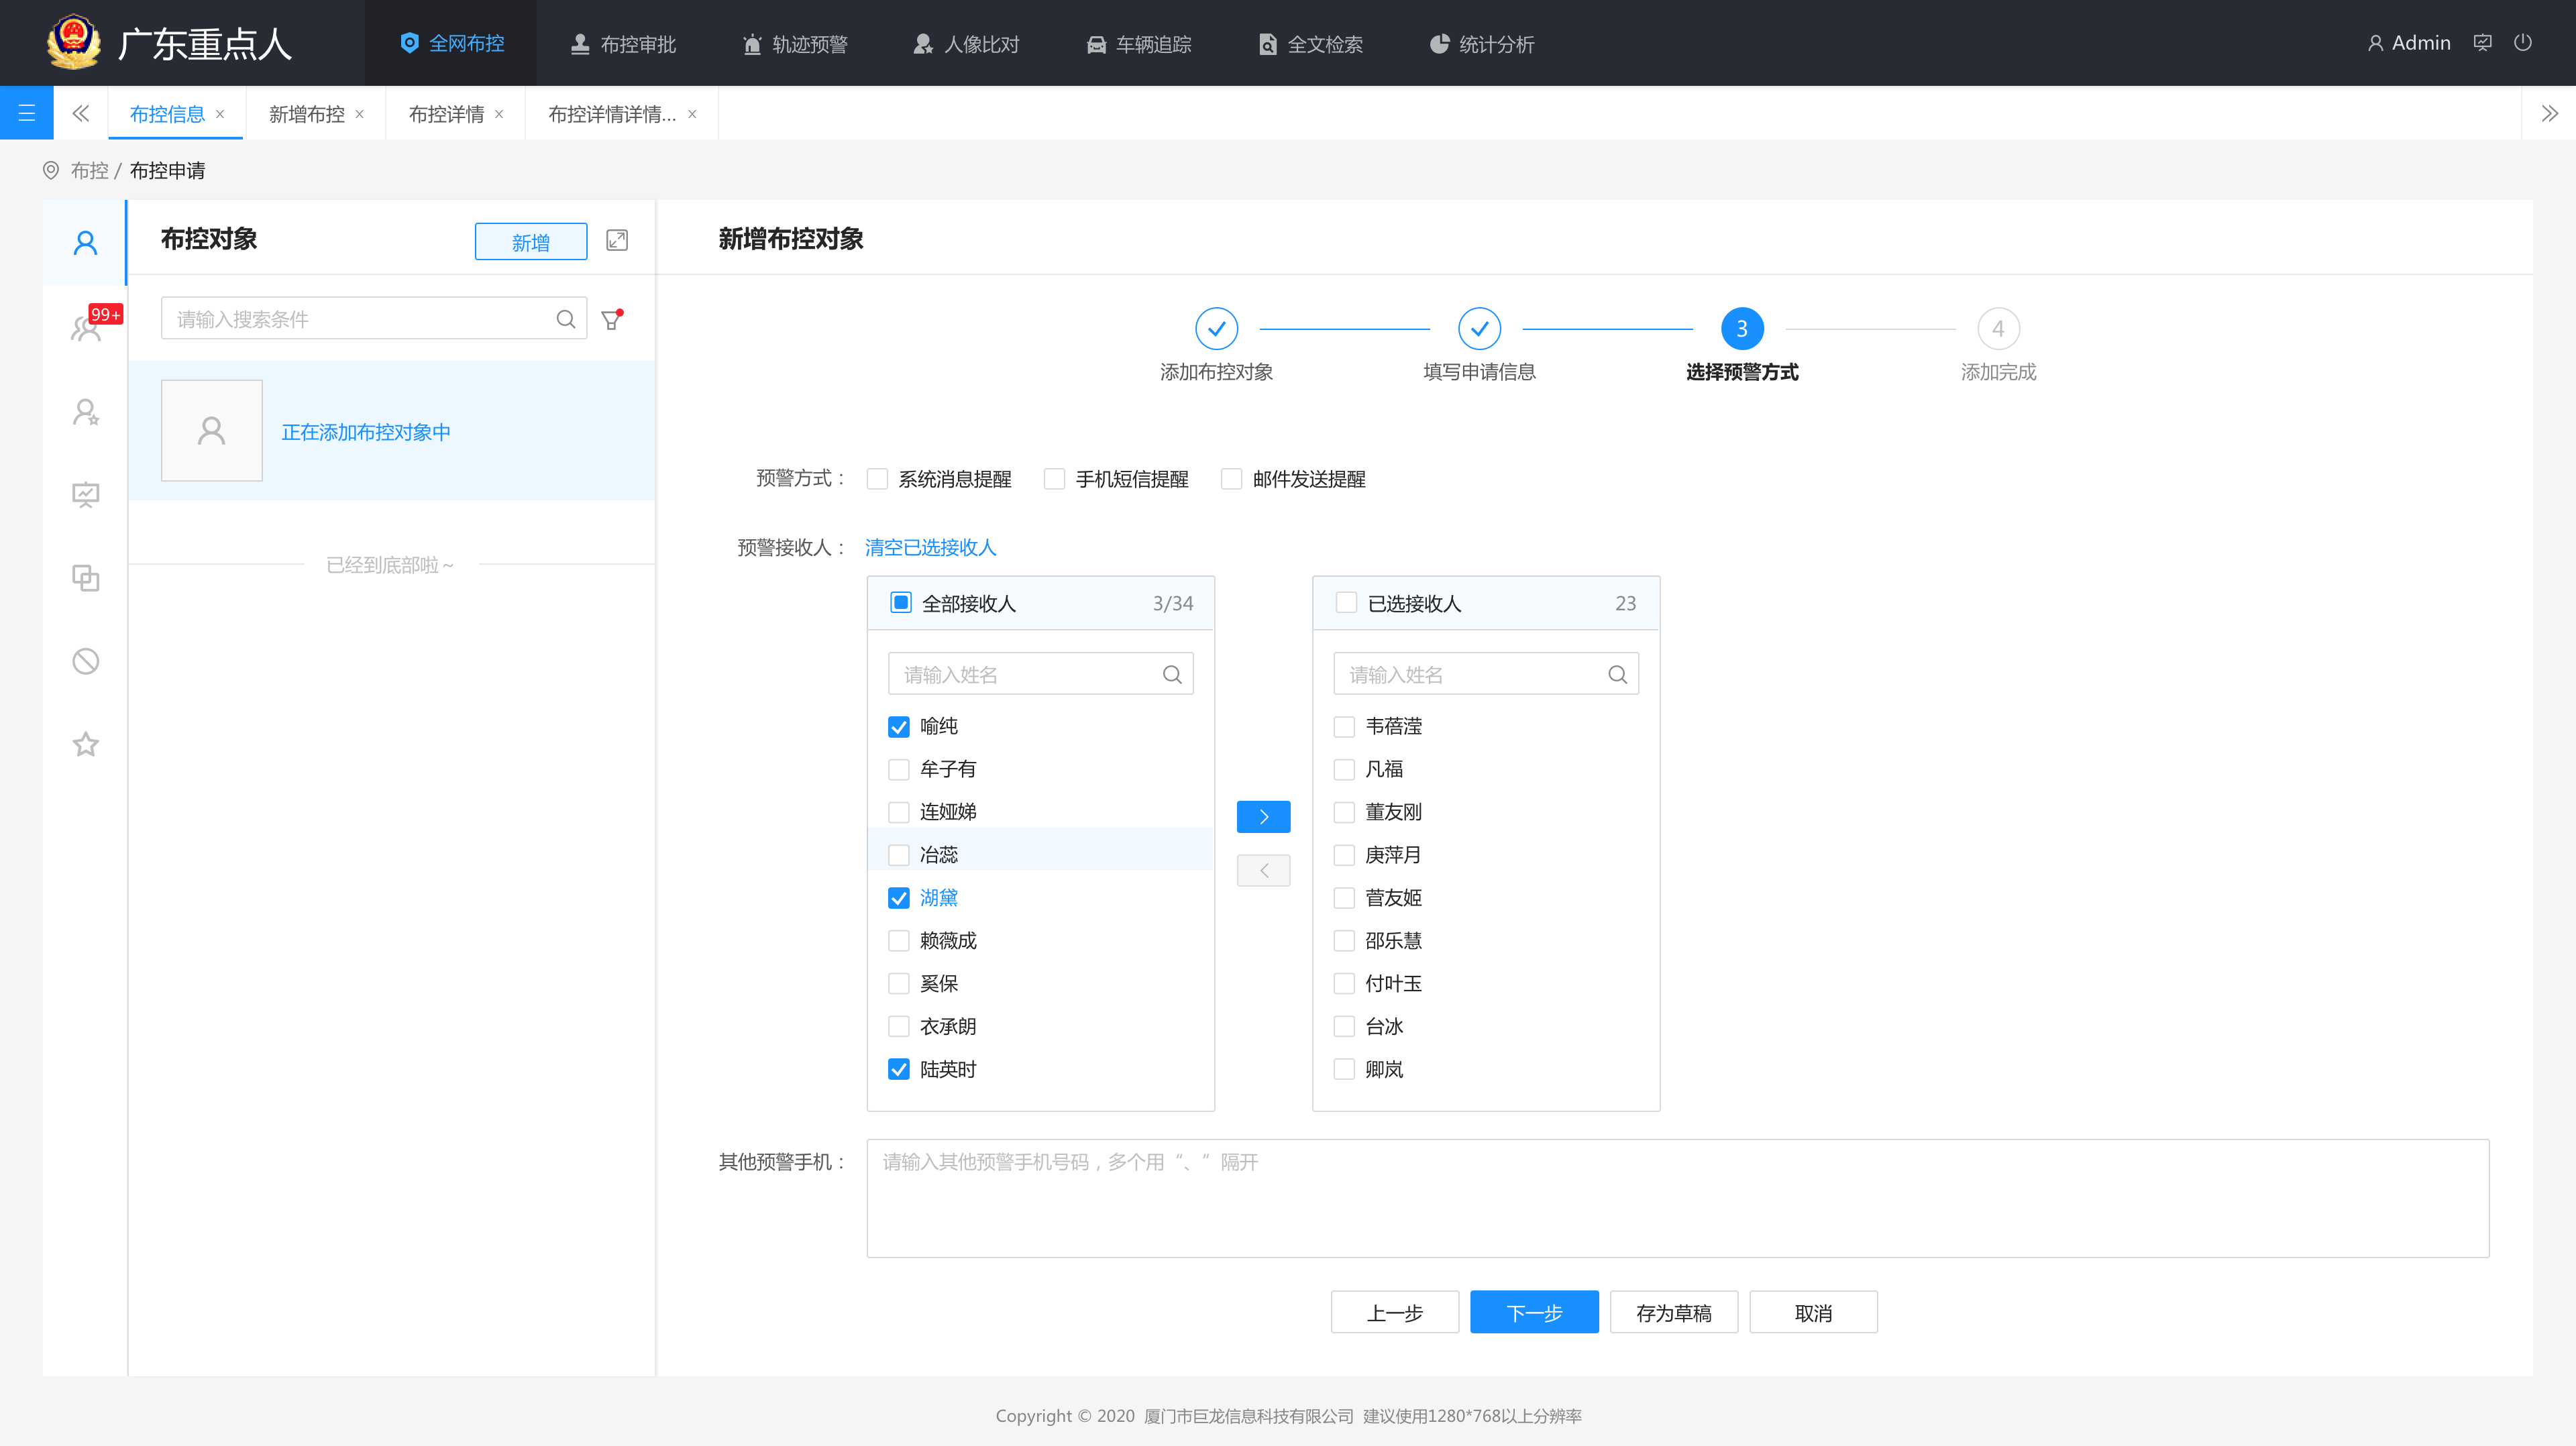 广东重点人
全网布控
布控审批
轨迹预警
人像比对
车辆追踪
全文检索
统计分析
Admin
布控信息
新增布控
布控详情
布控详情详情...
布控 / 布控申请
布控对象
新增
新增布控对象
99+
请输入搜索条件
正在添加布控对象中
已经到底部啦~
3
4
添加布控对象
填写申请信息
选择预警方式
添加完成
预警方式：
系统消息提醒
手机短信提醒
邮件发送提醒
预警接收人：
清空已选接收人
全部接收人
3/34
请输入姓名
喻纯
牟子有
连娅娣
冶蕊
湖黛
赖薇成
奚保
衣承朗
陆英时
已选接收人
23
请输入姓名
韦蓓滢
凡福
董友刚
庚萍月
菅友姬
邵乐慧
付叶玉
台冰
卿岚
其他预警手机：
请输入其他预警手机号码，多个用“、”隔开
上一步
下一步
存为草稿
取消
Copyright © 2020 厦门市巨龙信息科技有限公司 建议使用1280*768以上分辨率